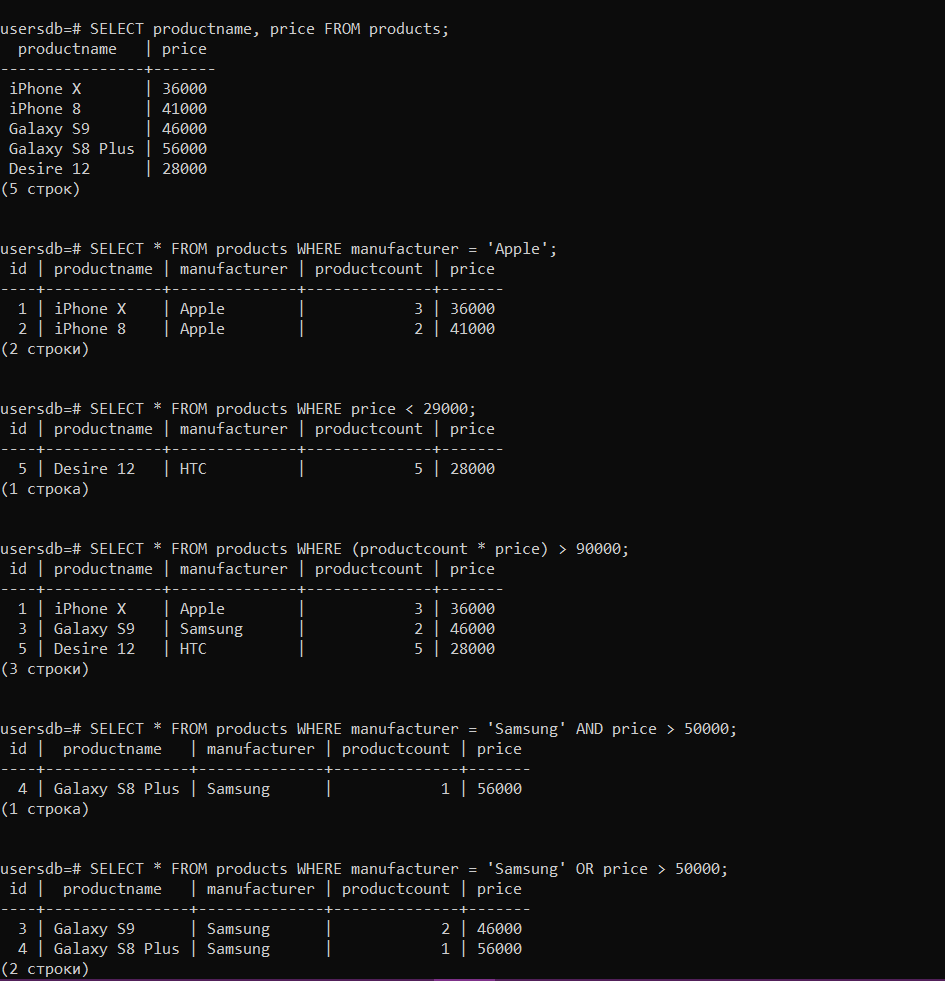 usersdb=# SELECT productname, price FROM products;
  productname   | price
----------------+-------
 iPhone X       | 36000
 iPhone 8       | 41000
 Galaxy S9      | 46000
 Galaxy S8 Plus | 56000
 Desire 12      | 28000
(5 строк)
usersdb=# SELECT * FROM products WHERE manufacturer = 'Apple';
 id | productname | manufacturer | productcount | price
----+-------------+--------------+--------------+-------
  1 | iPhone X    | Apple        |            3 | 36000
  2 | iPhone 8    | Apple        |            2 | 41000
(2 строки)
usersdb=# SELECT * FROM products WHERE price < 29000;
 id | productname | manufacturer | productcount | price
----+-------------+--------------+--------------+-------
  5 | Desire 12   | HTC          |            5 | 28000
(1 строка)
usersdb=# SELECT * FROM products WHERE (productcount * price) > 90000;
 id | productname | manufacturer | productcount | price
----+-------------+--------------+--------------+-------
  1 | iPhone X    | Apple        |            3 | 36000
  3 | Galaxy S9   | Samsung      |            2 | 46000
  5 | Desire 12   | HTC          |            5 | 28000
(3 строки)
usersdb=# SELECT * FROM products WHERE manufacturer = 'Samsung' AND price > 50000;
 id |  productname   | manufacturer | productcount | price
----+----------------+--------------+--------------+-------
  4 | Galaxy S8 Plus | Samsung      |            1 | 56000
(1 строка)
usersdb=# SELECT * FROM products WHERE manufacturer = 'Samsung' OR price > 50000;
 id |  productname   | manufacturer | productcount | price
----+----------------+--------------+--------------+-------
  3 | Galaxy S9      | Samsung      |            2 | 46000
  4 | Galaxy S8 Plus | Samsung      |            1 | 56000
(2 строки)